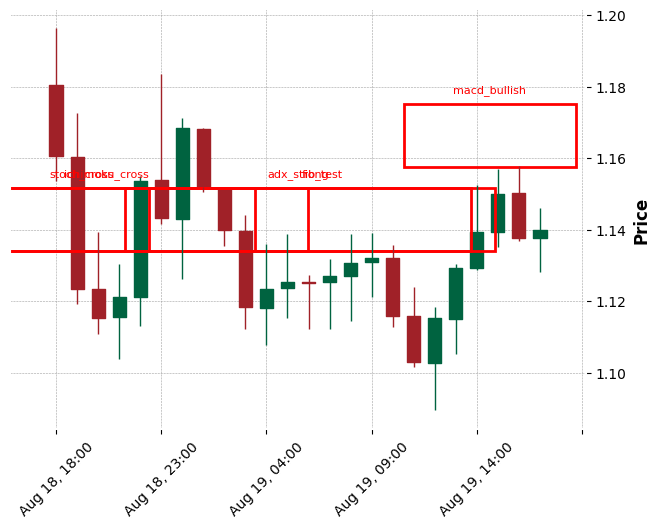 1.20
1.18
macd_bullish
1.16
ichimoku_cross
adx_strong
fib_test
1.14
Price
1.12
1.10
Aug 18, 18:00
Aug 18, 23:00
Aug 19, 04:00
Aug 19, 09:00
Aug 19, 14:00